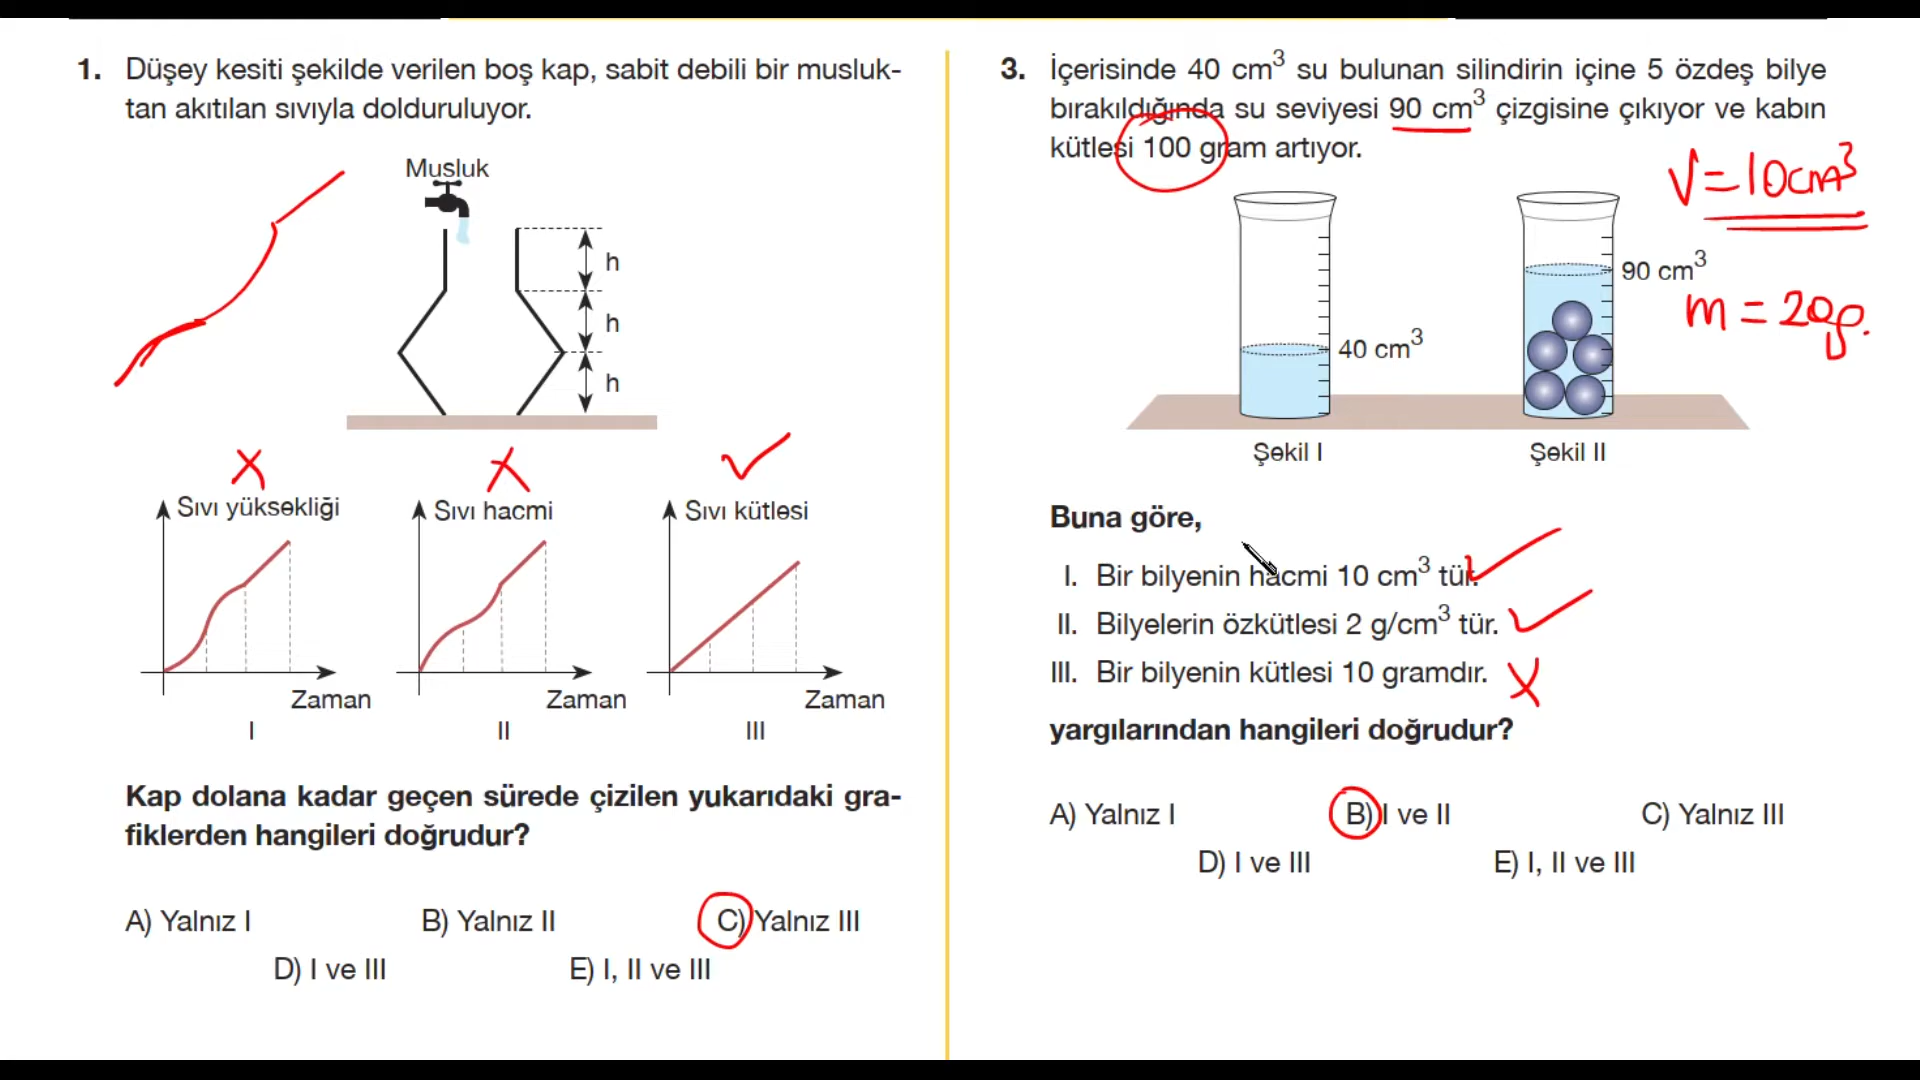 1. Düşey kesiti şekilde verilen boş kap, sabit debili bir musluk-
tan akıtılan sıvıyla dolduruluyor.
Musluk
h
h
h
Sıvı yüksekliği
Sıvı hacmi
Sıvı kütlesi
Zaman
Zaman
Zaman
I
II
III
Kap dolana kadar geçen sürede çizilen yukarıdaki gra-
fiklerden hangileri doğrudur?
A) Yalnız I
B) Yalnız II
C) Yalnız III
D) I ve III
E) I, II ve III
3. İçerisinde 40 cm³ su bulunan silindirin içine 5 özdeş bilye
bırakıldığında su seviyesi 90 cm³ çizgisine çıkıyor ve kabın
kütlesi 100 gram artıyor.
V = 10cm³
90 cm³
m = 20g.
40 cm³
Şekil I
Şekil II
Buna göre,
I. Bir bilyenin hacmi 10 cm³ tür.
II. Bilyelerin özkütlesi 2 g/cm³ tür.
III. Bir bilyenin kütlesi 10 gramdır.
yargılarından hangileri doğrudur?
A) Yalnız I
B) I ve II
C) Yalnız III
D) I ve III
E) I, II ve III